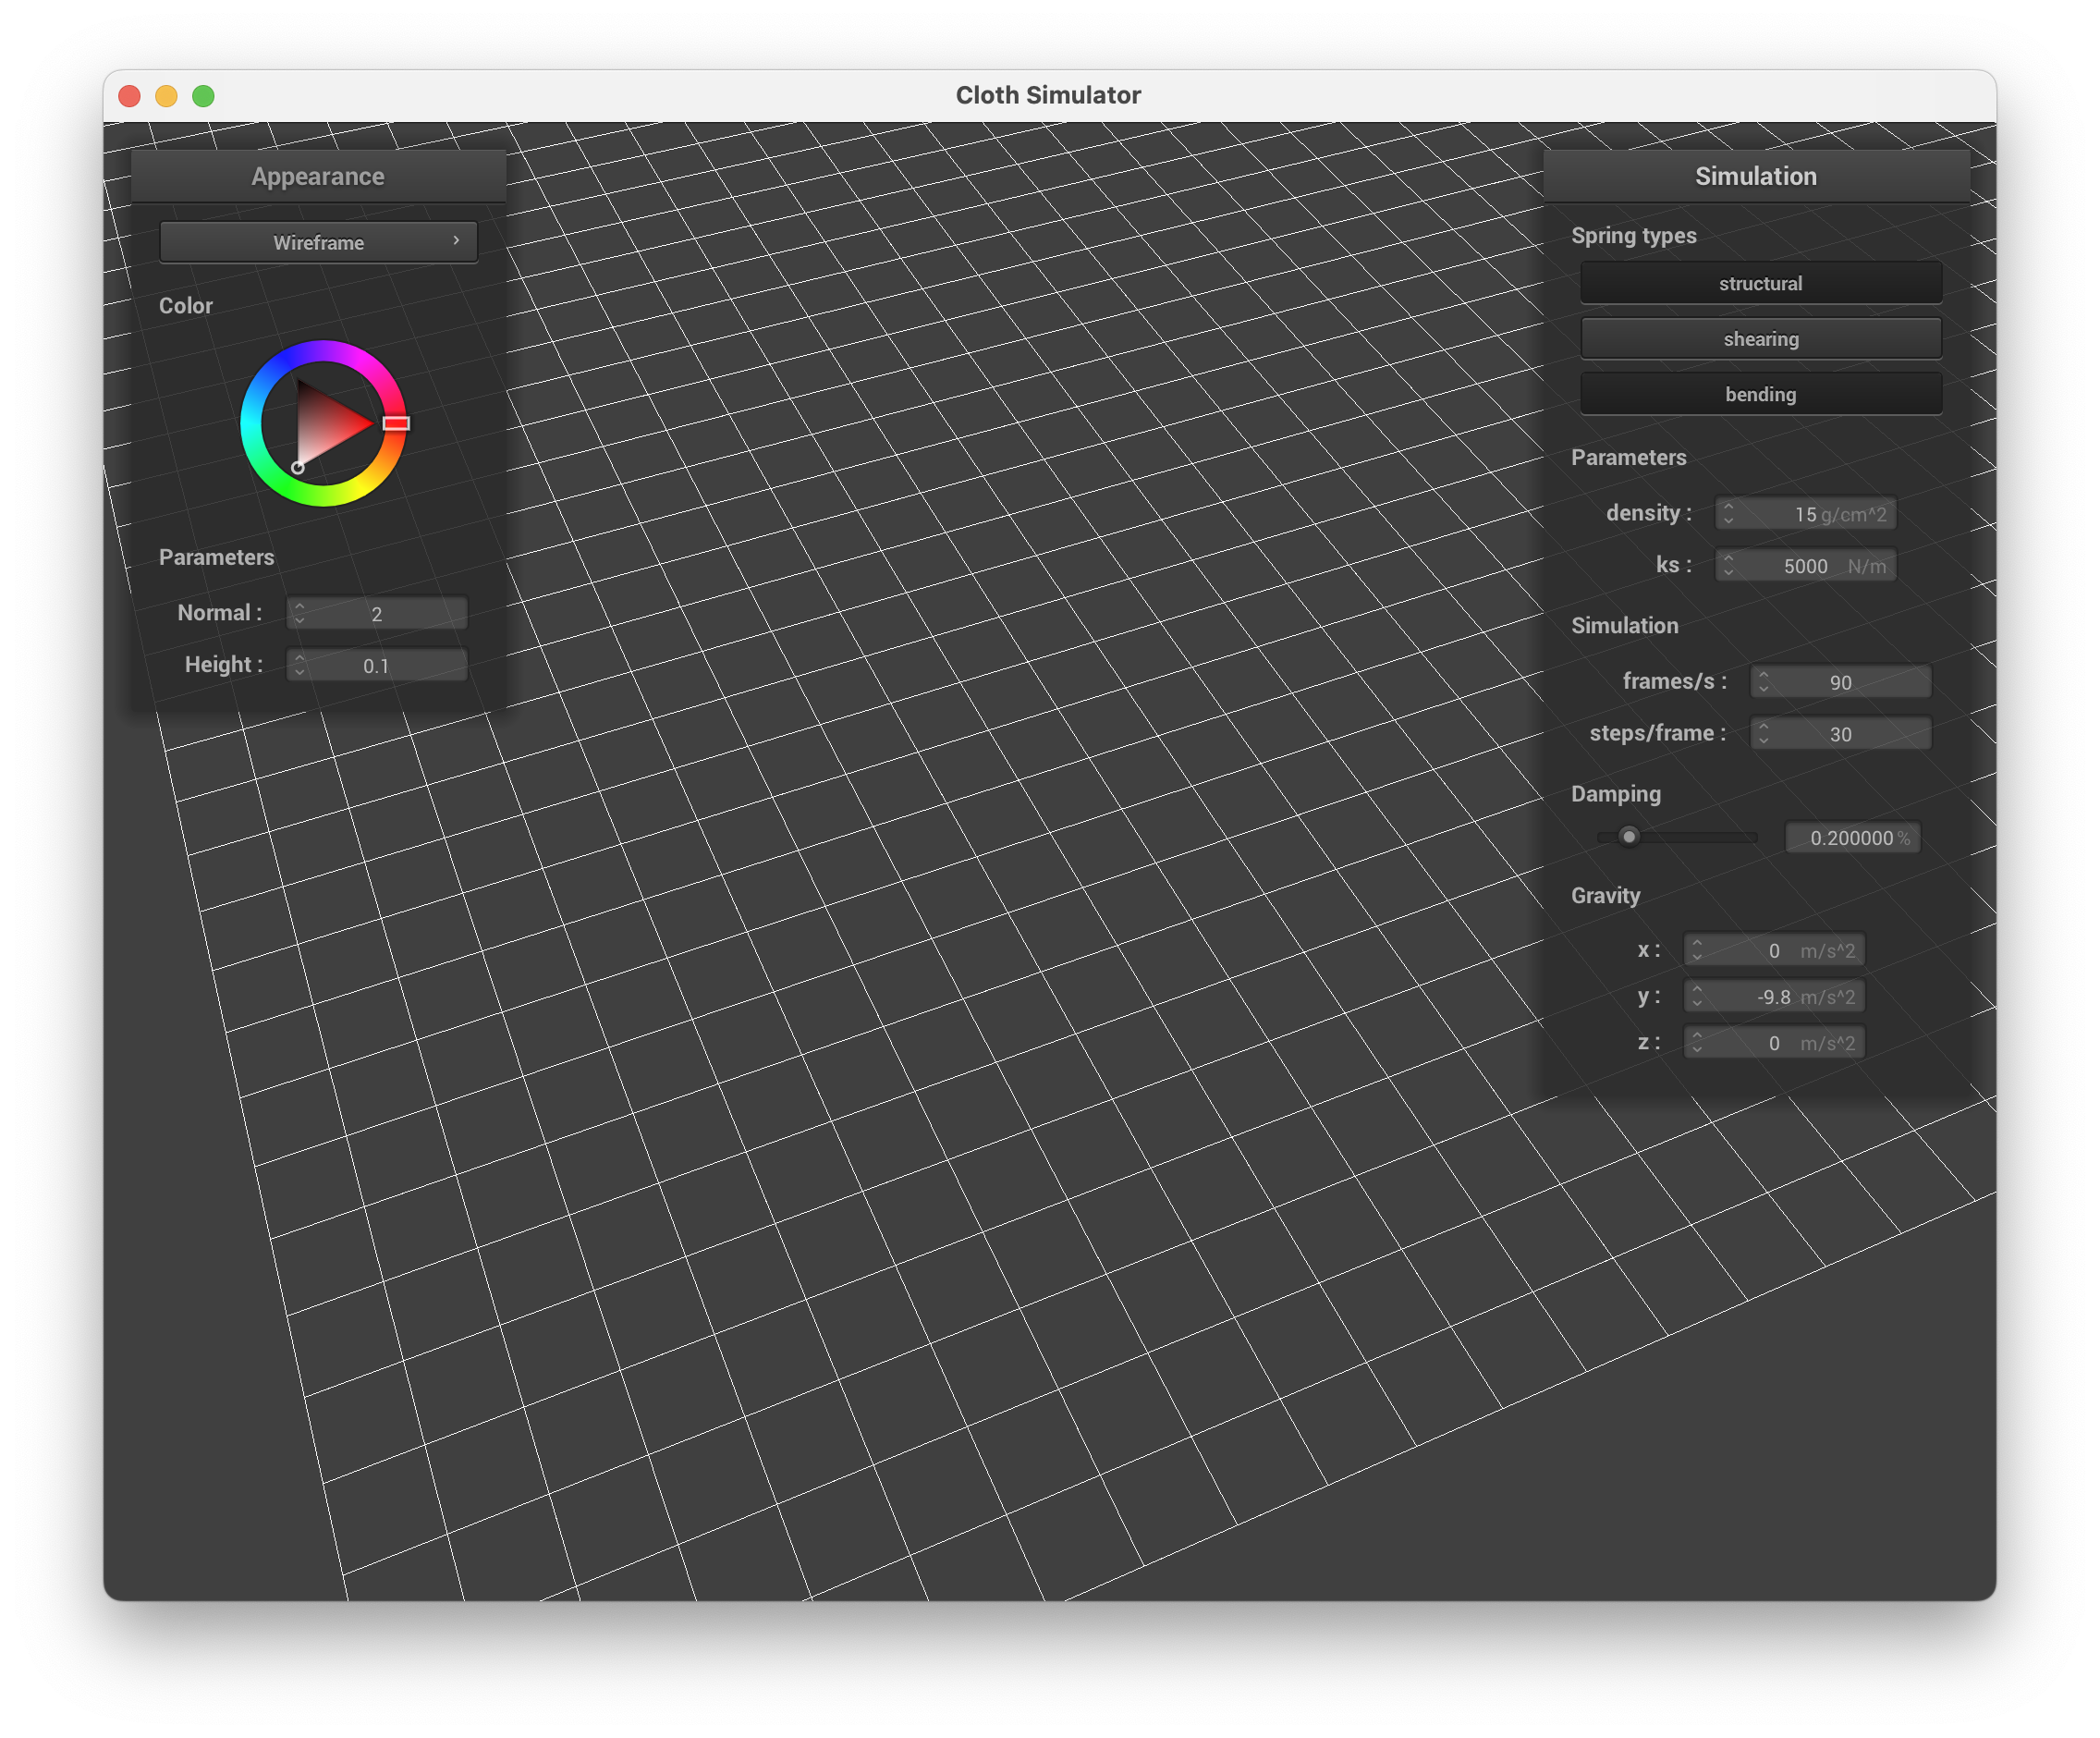 Cloth Simulator
Appearance
Wireframe
Color
Parameters
Normal : 2
Height : 0.1
Simulation
Spring types
structural
shearing
bending
Parameters
density : 15 g/cm^2
ks : 5000 N/m
Simulation
frames/s : 90
steps/frame : 30
Damping
0.200000 %
Gravity
x : 0 m/s^2
y : -9.8 m/s^2
z : 0 m/s^2